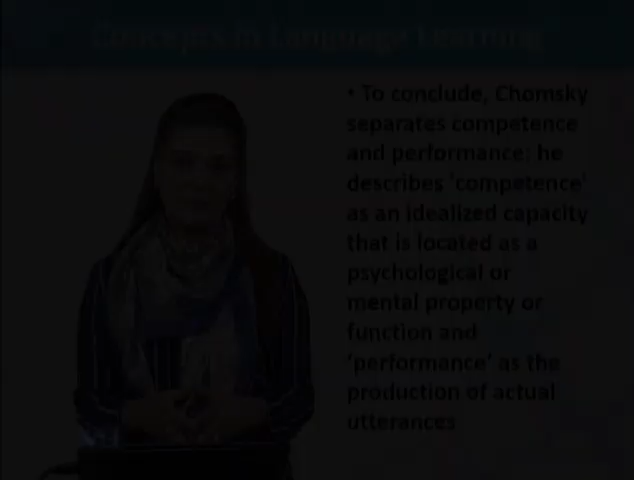 Concepts in Language Learning
• To conclude, Chomsky
separates competence
and performance; he
describes 'competence'
as an idealized capacity
that is located as a
psychological or
mental property or
function and
'performance' as the
production of actual
utterances